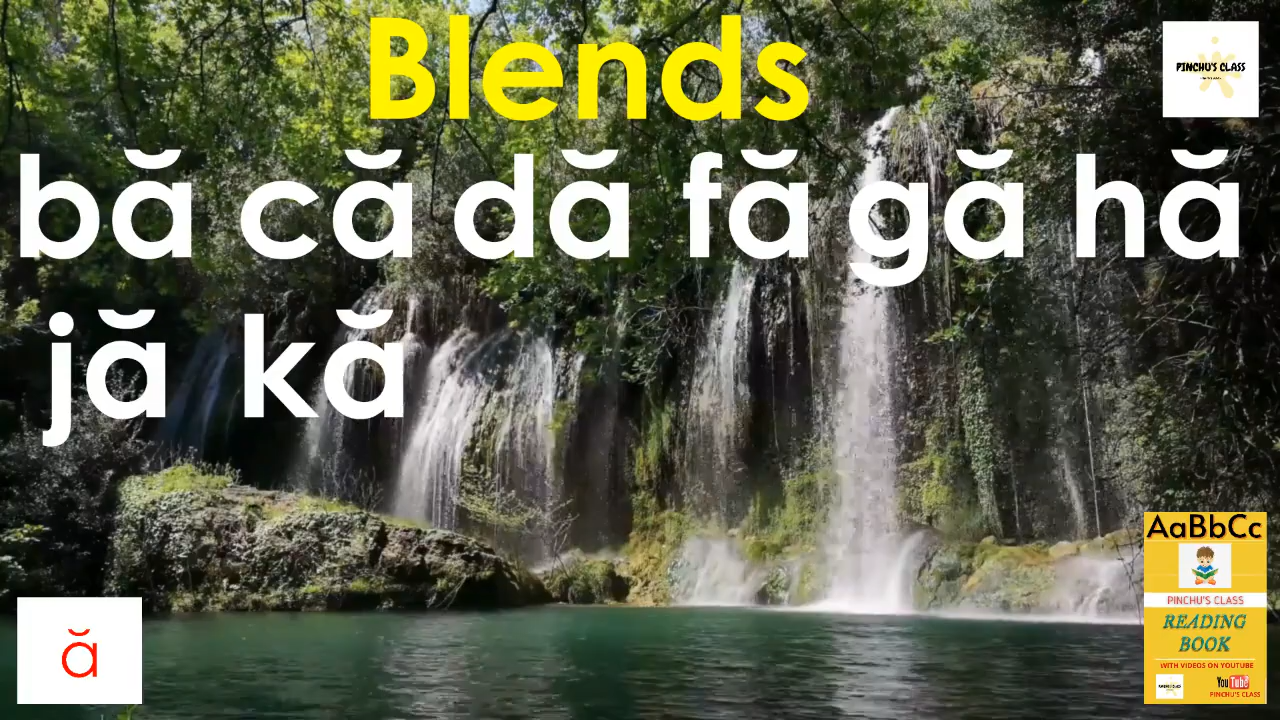 Blends
PINCHU'S CLASS
bă că dă fă gă hă
jă kă
ă
AaBbCc
PINCHU'S CLASS
READING
BOOK
WITH VIDEOS ON YOUTUBE
YouTube
PINCHU'S CLASS